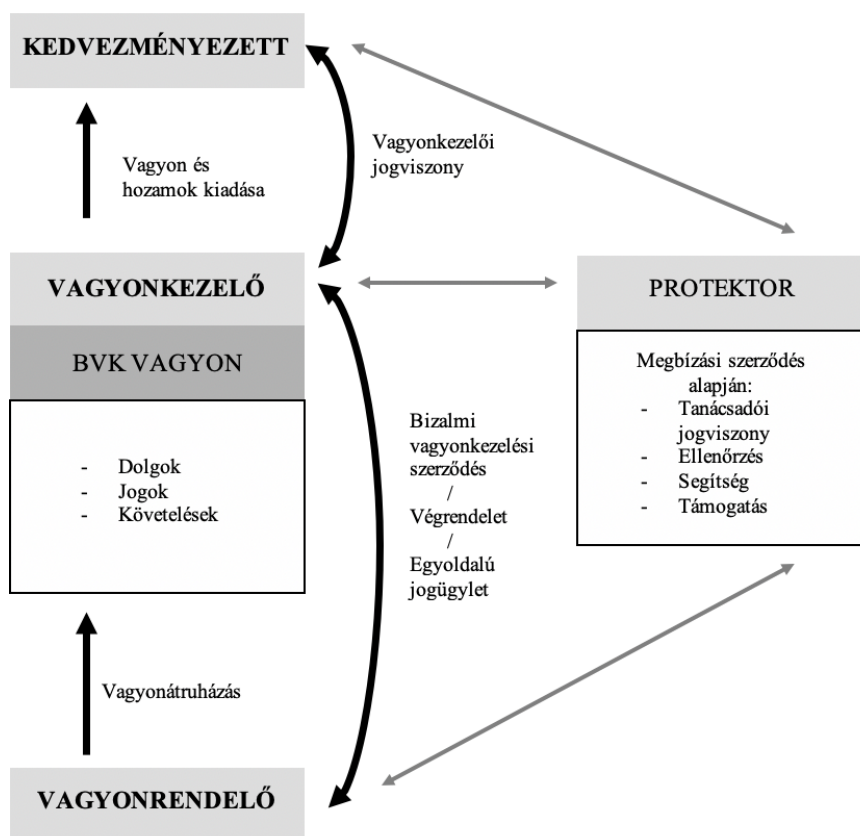 KEDVEZMÉNYEZETT
Vagyon és
hozamok kiadása
Vagyonkezelői
jogviszony
VAGYONKEZELŐ
BVK VAGYON
- Dolgok
- Jogok
- Követelések
PROTEKTOR
Megbízási szerződés
alapján:
- Tanácsadói
jogviszony
- Ellenőrzés
- Segítség
- Támogatás
Bizalmi
vagyonkezelési
szerződés
/
Végrendelet
/
Egyoldalú
jogügylet
Vagyonátruházás
VAGYONRENDELŐ